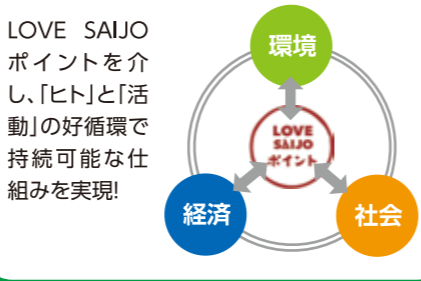 LOVE SAIJO
ポイントを介
し、「ヒト」と「活
動」の好循環で
持続可能な仕
組みを実現!
環境
LOVE
SAIJO
ポイント
経済
社会